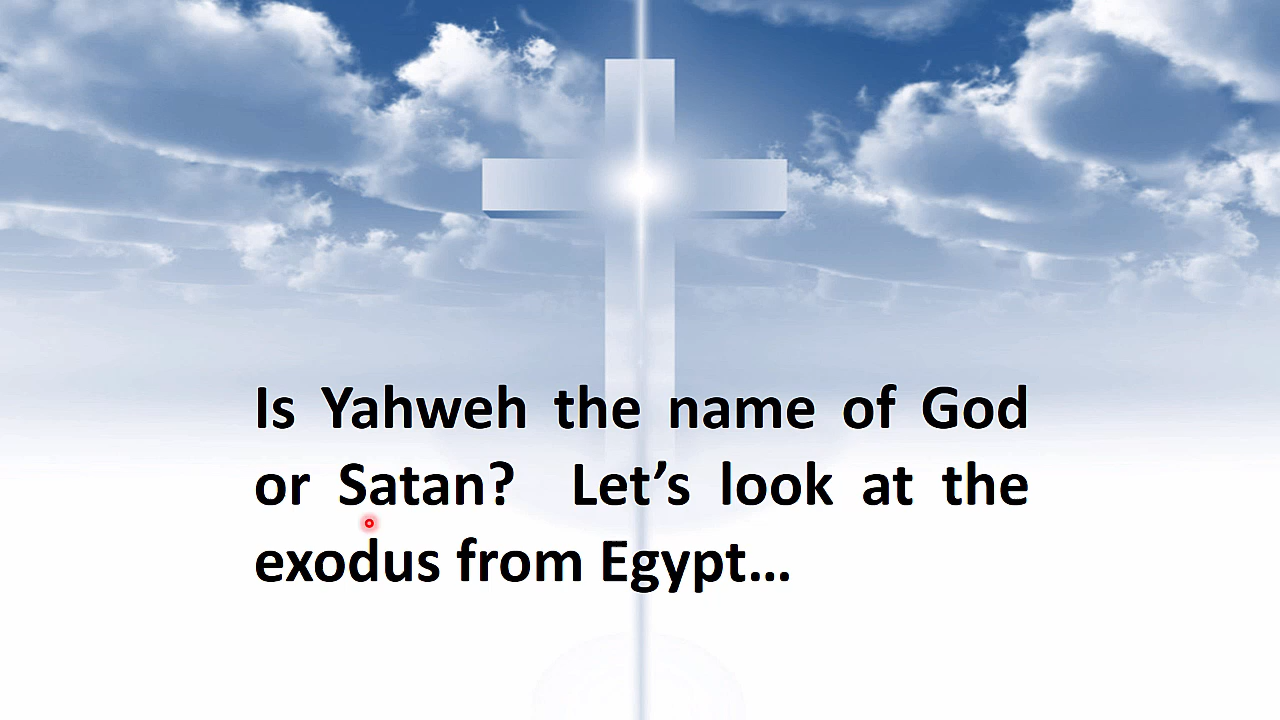 Is Yahweh the name of God
or Satan? Let’s look at the
exodus from Egypt…